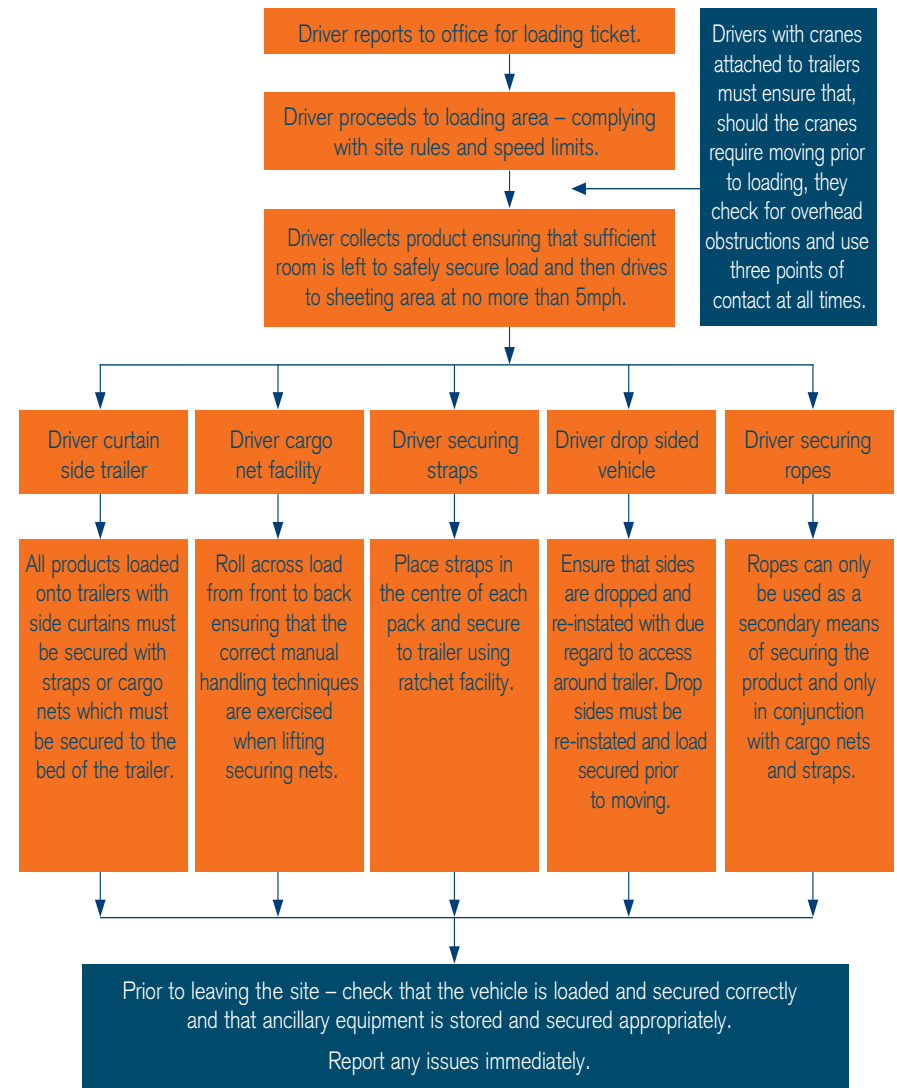 Driver reports to office for loading ticket.
Drivers with cranes
attached to trailers
must ensure that,
should the cranes
require moving prior
to loading, they
check for overhead
obstructions and use
three points of
contact at all times.
Driver proceeds to loading area – complying
with site rules and speed limits.
Driver collects product ensuring that sufficient
room is left to safely secure load and then drives
to sheeting area at no more than 5mph.
Driver curtain
side trailer
Driver cargo
net facility
Driver securing
straps
Driver drop sided
vehicle
Driver securing
ropes
All products loaded
onto trailers with
side curtains must
be secured with
straps or cargo
nets which must
be secured to the
bed of the trailer.
Roll across load
from front to back
ensuring that the
correct manual
handling techniques
are exercised
when lifting
securing nets.
Place straps in
the centre of each
pack and secure
to trailer using
ratchet facility.
Ensure that sides
are dropped and
re-instated with due
regard to access
around trailer. Drop
sides must be
re-instated and load
secured prior
to moving.
Ropes can only
be used as a
secondary means
of securing the
product and only
in conjunction
with cargo nets
and straps.
Prior to leaving the site – check that the vehicle is loaded and secured correctly
and that ancillary equipment is stored and secured appropriately.
Report any issues immediately.